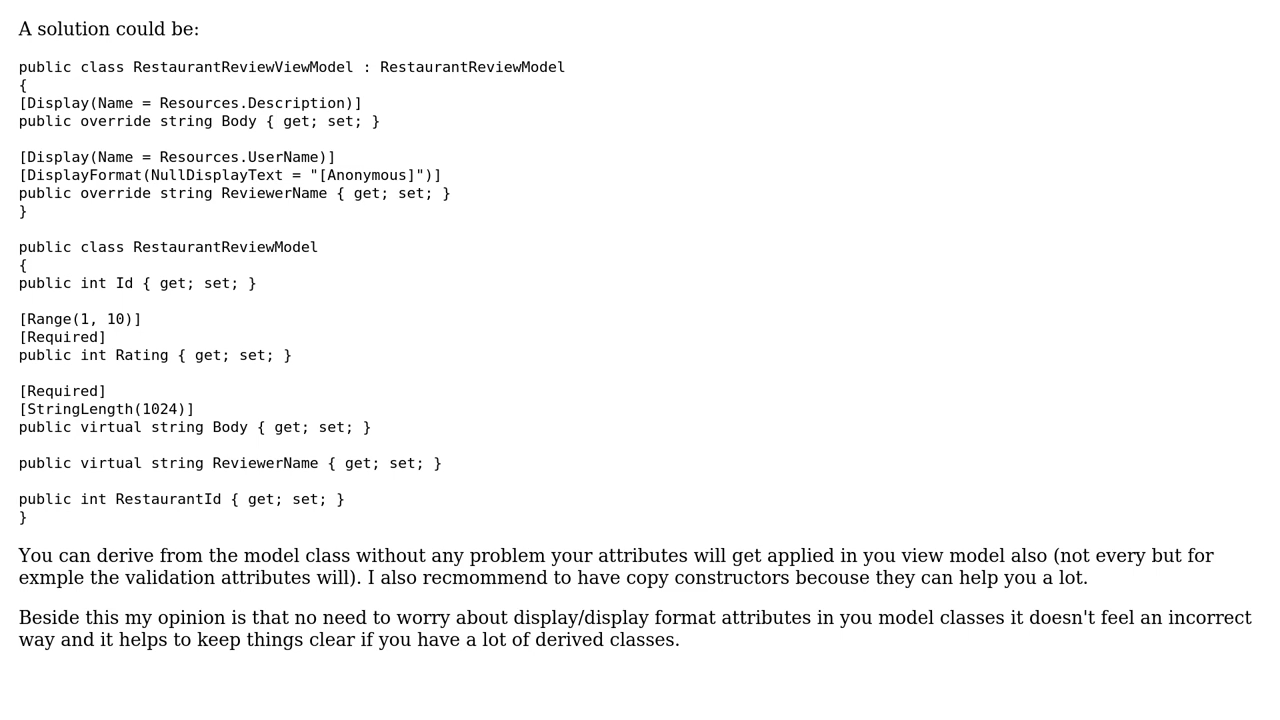 A solution could be:
public class RestaurantReviewViewModel : RestaurantReviewModel
{
[Display(Name = Resources.Description)]
public override string Body { get; set; }
[Display(Name = Resources.UserName)]
[DisplayFormat(NullDisplayText = "[Anonymous]")]
public override string ReviewerName { get; set; }
}
public class RestaurantReviewModel
{
public int Id { get; set; }
[Range(1, 10)]
[Required]
public int Rating { get; set; }
[Required]
[StringLength(1024)]
public virtual string Body { get; set; }
public virtual string ReviewerName { get; set; }
public int RestaurantId { get; set; }
}
You can derive from the model class without any problem your attributes will get applied in you view model also (not every but for
exmple the validation attributes will). I also recmommend to have copy constructors becouse they can help you a lot.
Beside this my opinion is that no need to worry about display/display format attributes in you model classes it doesn't feel an incorrect
way and it helps to keep things clear if you have a lot of derived classes.